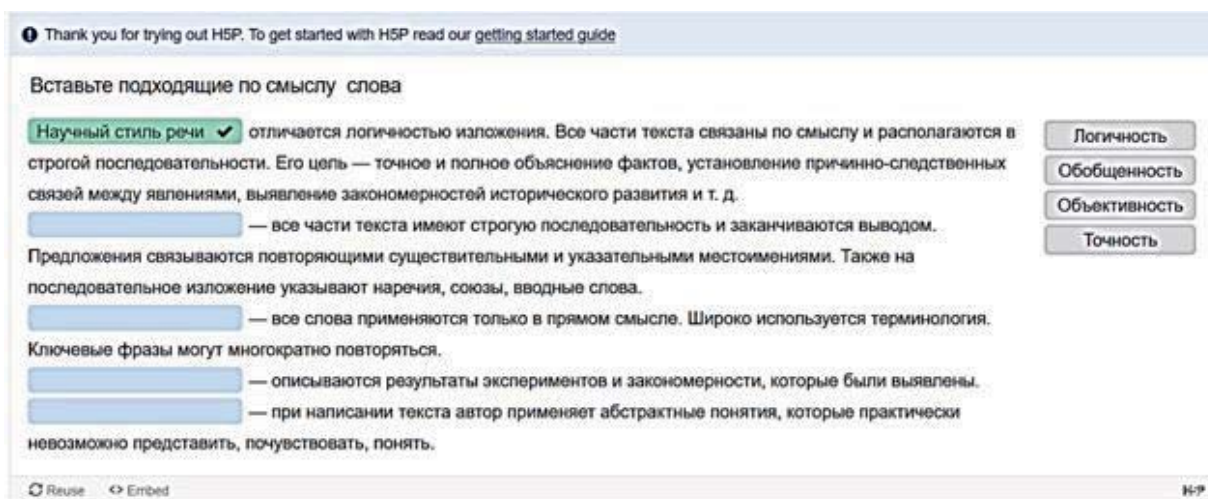 Thank you for trying out H5P. To get started with H5P read our getting started guide
Вставьте подходящие по смыслу слова
Научный стиль речи ✔ отличается логичностью изложения. Все части текста связаны по смыслу и располагаются в
строгой последовательности. Его цель — точное и полное объяснение фактов, установление причинно-следственных
связей между явлениями, выявление закономерностей исторического развития и т. д.
— все части текста имеют строгую последовательность и заканчиваются выводом.
Предложения связываются повторяющими существительными и указательными местоимениями. Также на
последовательное изложение указывают наречия, союзы, вводные слова.
— все слова применяются только в прямом смысле. Широко используется терминология.
Ключевые фразы могут многократно повторяться.
— описываются результаты экспериментов и закономерности, которые были выявлены.
— при написании текста автор применяет абстрактные понятия, которые практически
невозможно представить, почувствовать, понять.
Логичность
Обобщенность
Объективность
Точность
Reuse <> Embed
H5P